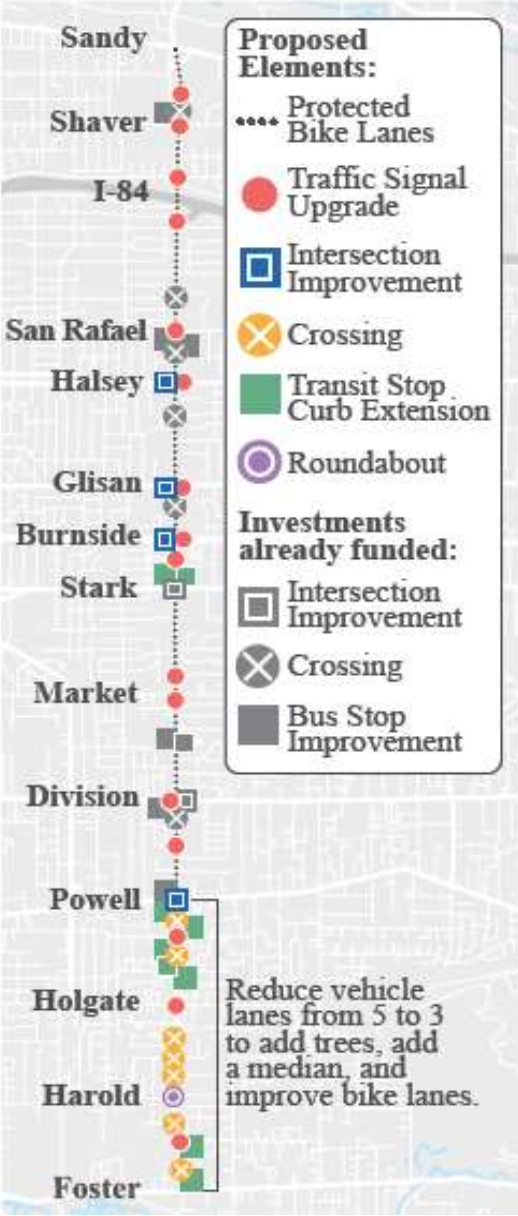 Sandy
Shaver
I-84
San Rafael
Halsey
Glisan
Burnside
Stark
Market
Division
Powell
Holgate
Harold
Foster
Proposed
Elements:
Protected
Bike Lanes
Traffic Signal
Upgrade
Intersection
Improvement
Crossing
Transit Stop
Curb Extension
Roundabout
Investments
already funded:
Intersection
Improvement
Crossing
Bus Stop
Improvement
Reduce vehicle
lanes from 5 to 3
to add trees, add
a median, and
improve bike lanes.